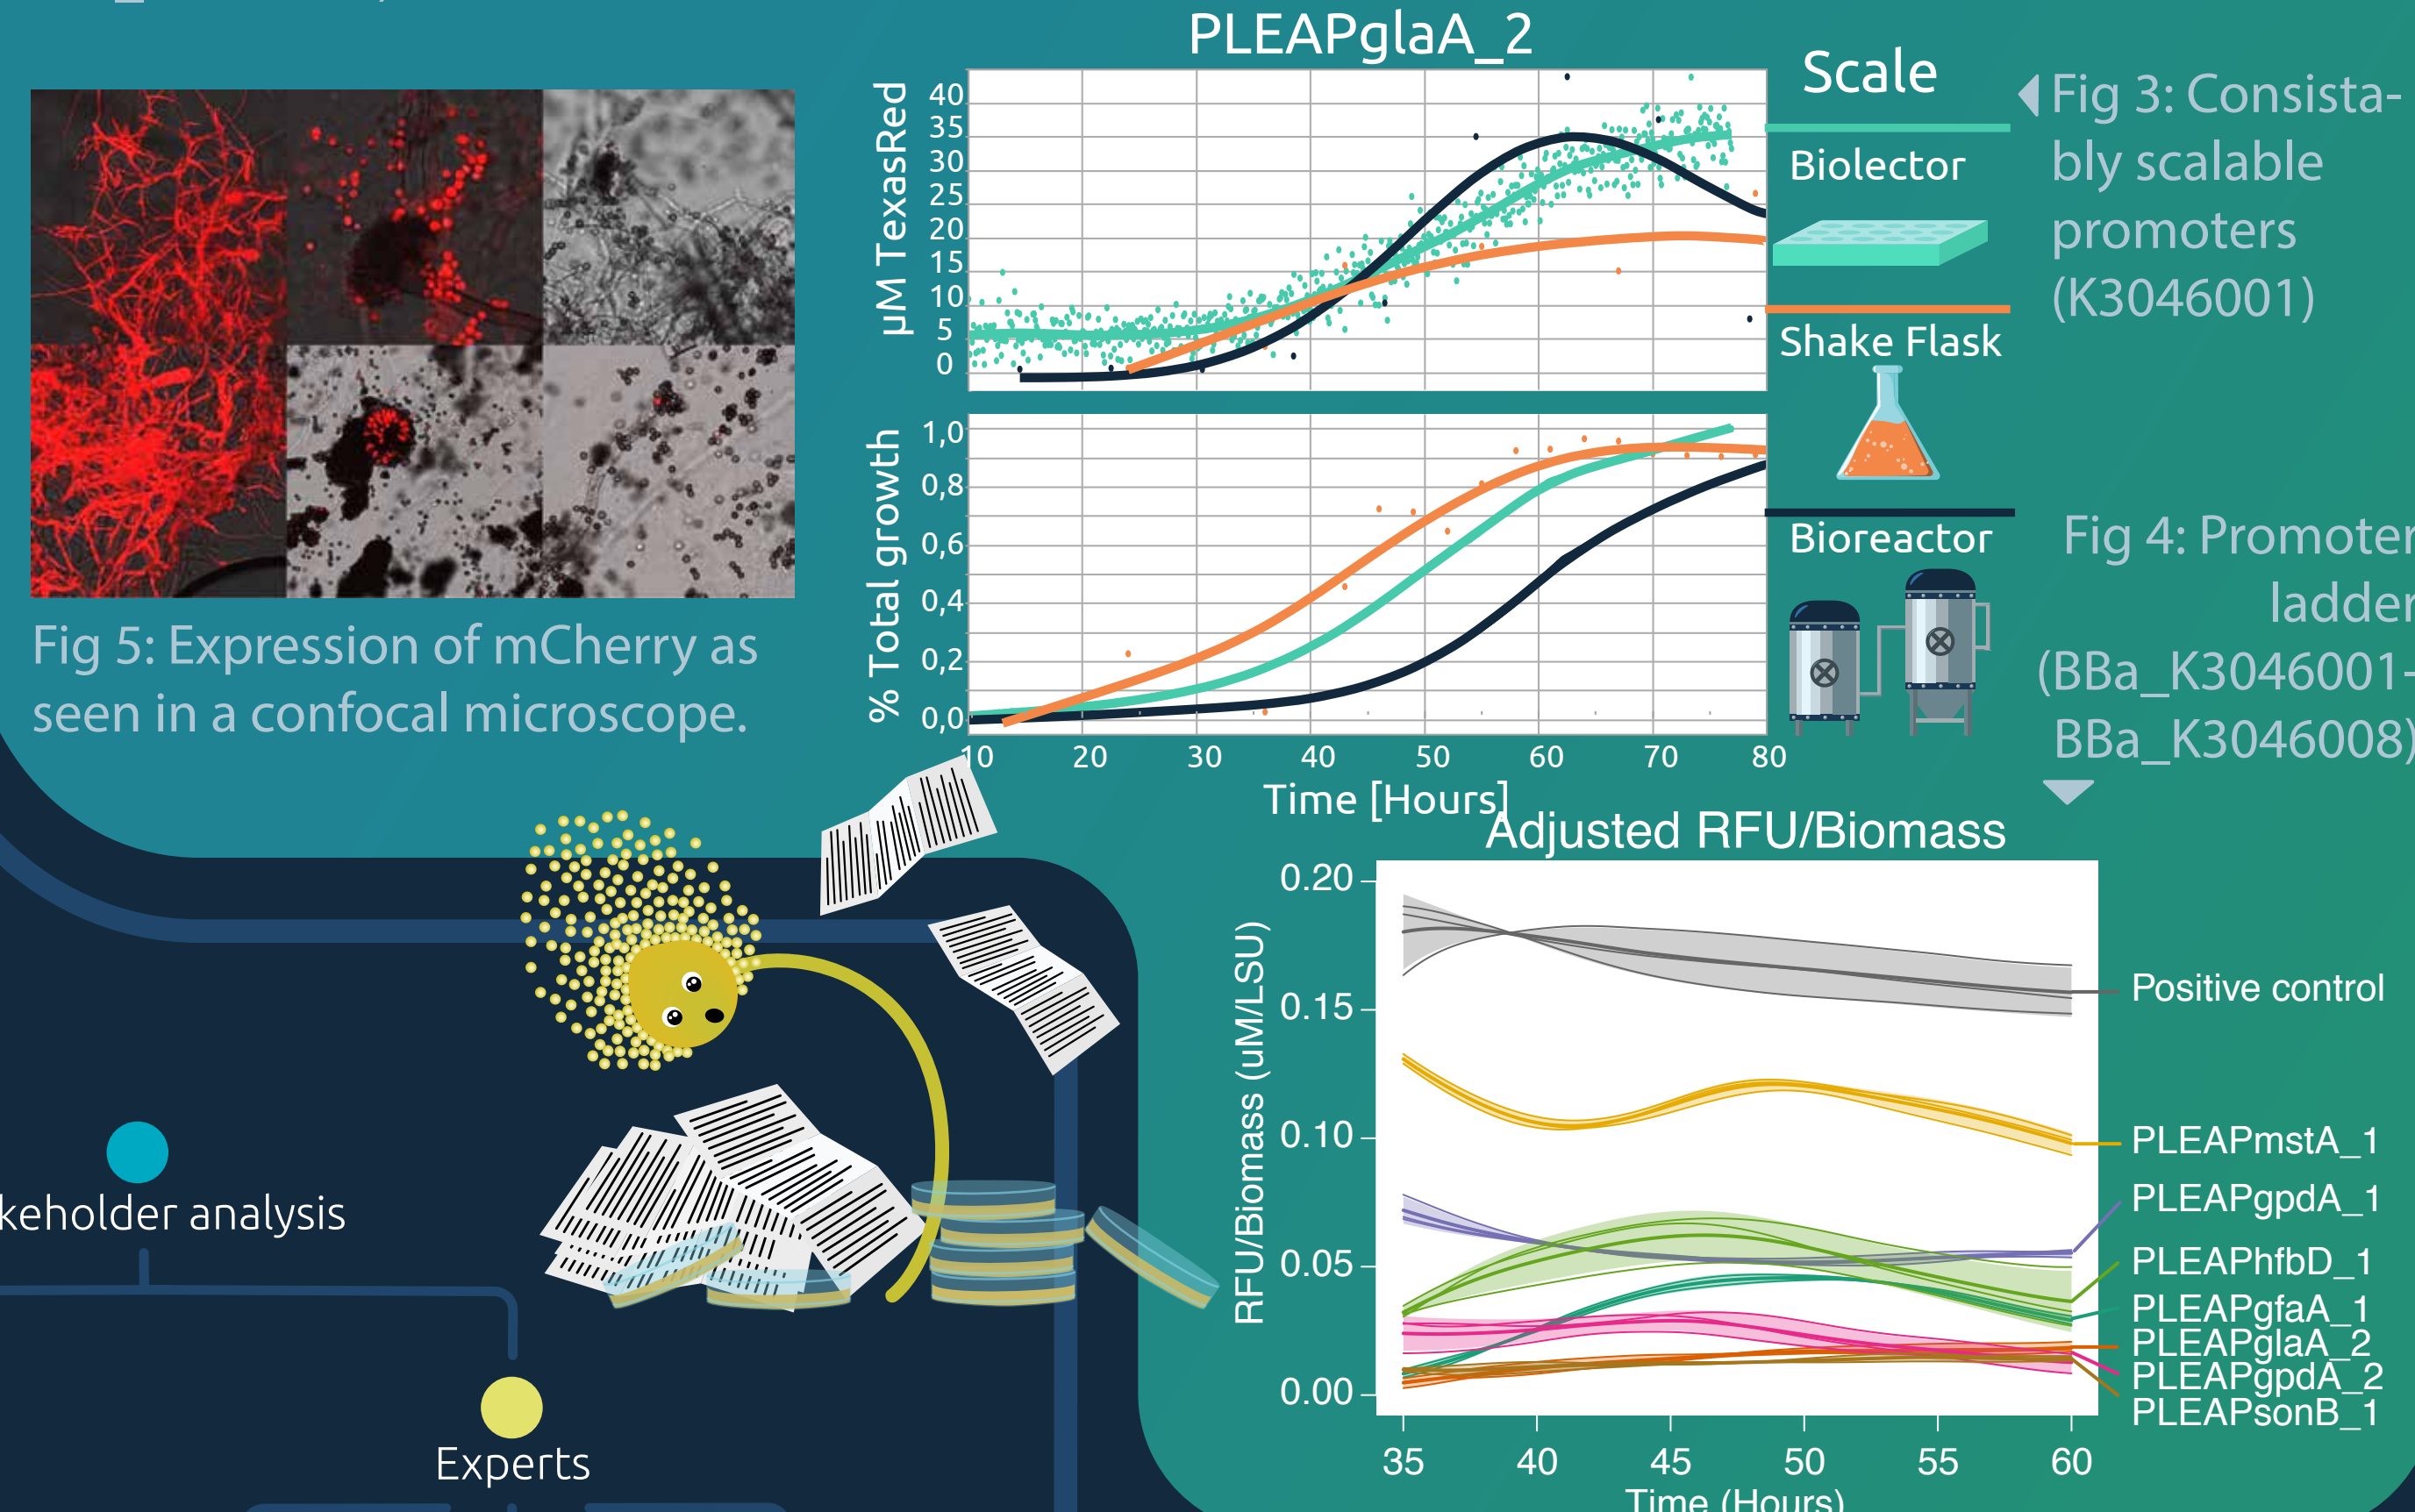 PLEAPglaA_2
µM TexasRed
40
35
30
25
20
15
10
5
0
% Total growth
1,0
0,8
0,6
0,4
0,2
0,0
10 20 30 40 50 60 70 80
Time [Hours]
Scale
Biolector
Shake Flask
Bioreactor
Fig 3: Consista-
bly scalable
promoters
(K3046001)
Fig 4: Promoter
ladder
(BBa_K3046001-
BBa_K3046008)
Fig 5: Expression of mCherry as
seen in a confocal microscope.
Adjusted RFU/Biomass
RFU/Biomass (uM/LSU)
0.20
0.15
0.10
0.05
0.00
35 40 45 50 55 60
Time (Hours)
Positive control
PLEAPmstA_1
PLEAPgpdA_1
PLEAPhfbD_1
PLEAPgfaA_1
PLEAPglaA_2
PLEAPgpdA_2
PLEAPsonB_1
keholder analysis
Experts